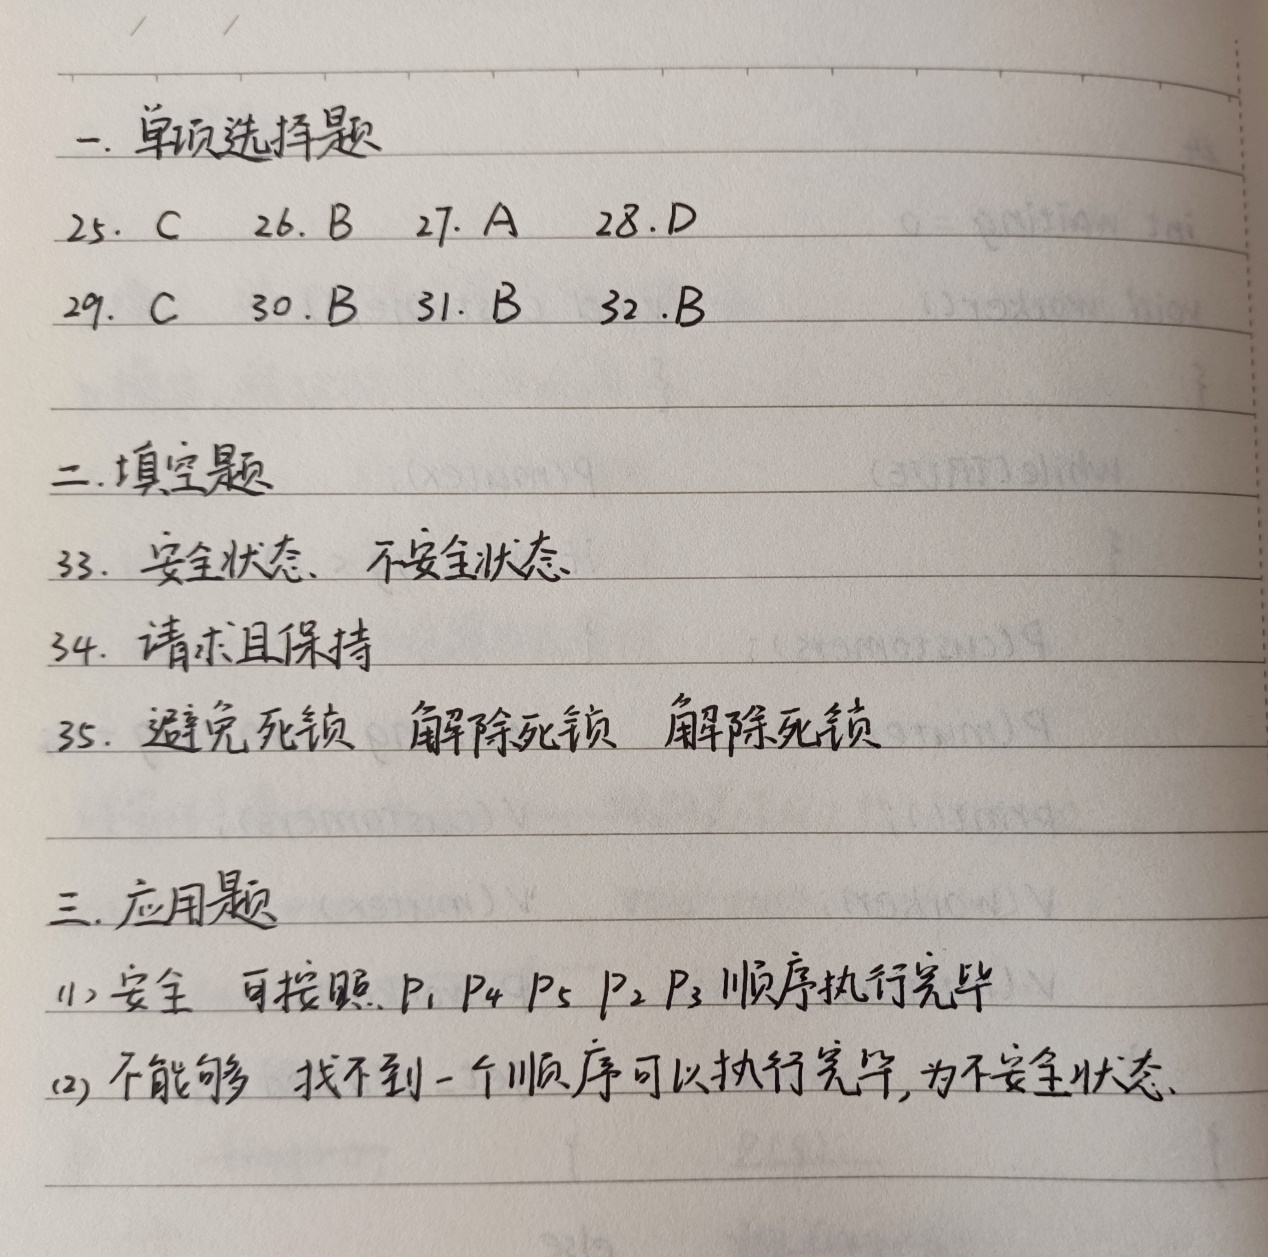 一. 单项选择题
25. C 26. B 27. A 28. D
29. C 30. B 31. B 32. B
二. 填空题
33. 安全状态、 不安全状态
34. 请求且保持
35. 避免死锁 解除死锁 解除死锁
三. 应用题
(1) 安全 可按照 P₁ P₄ P₅ P₂ P₃ 顺序执行完毕
(2) 不能够 找不到一个顺序可以执行完毕, 为不安全状态、